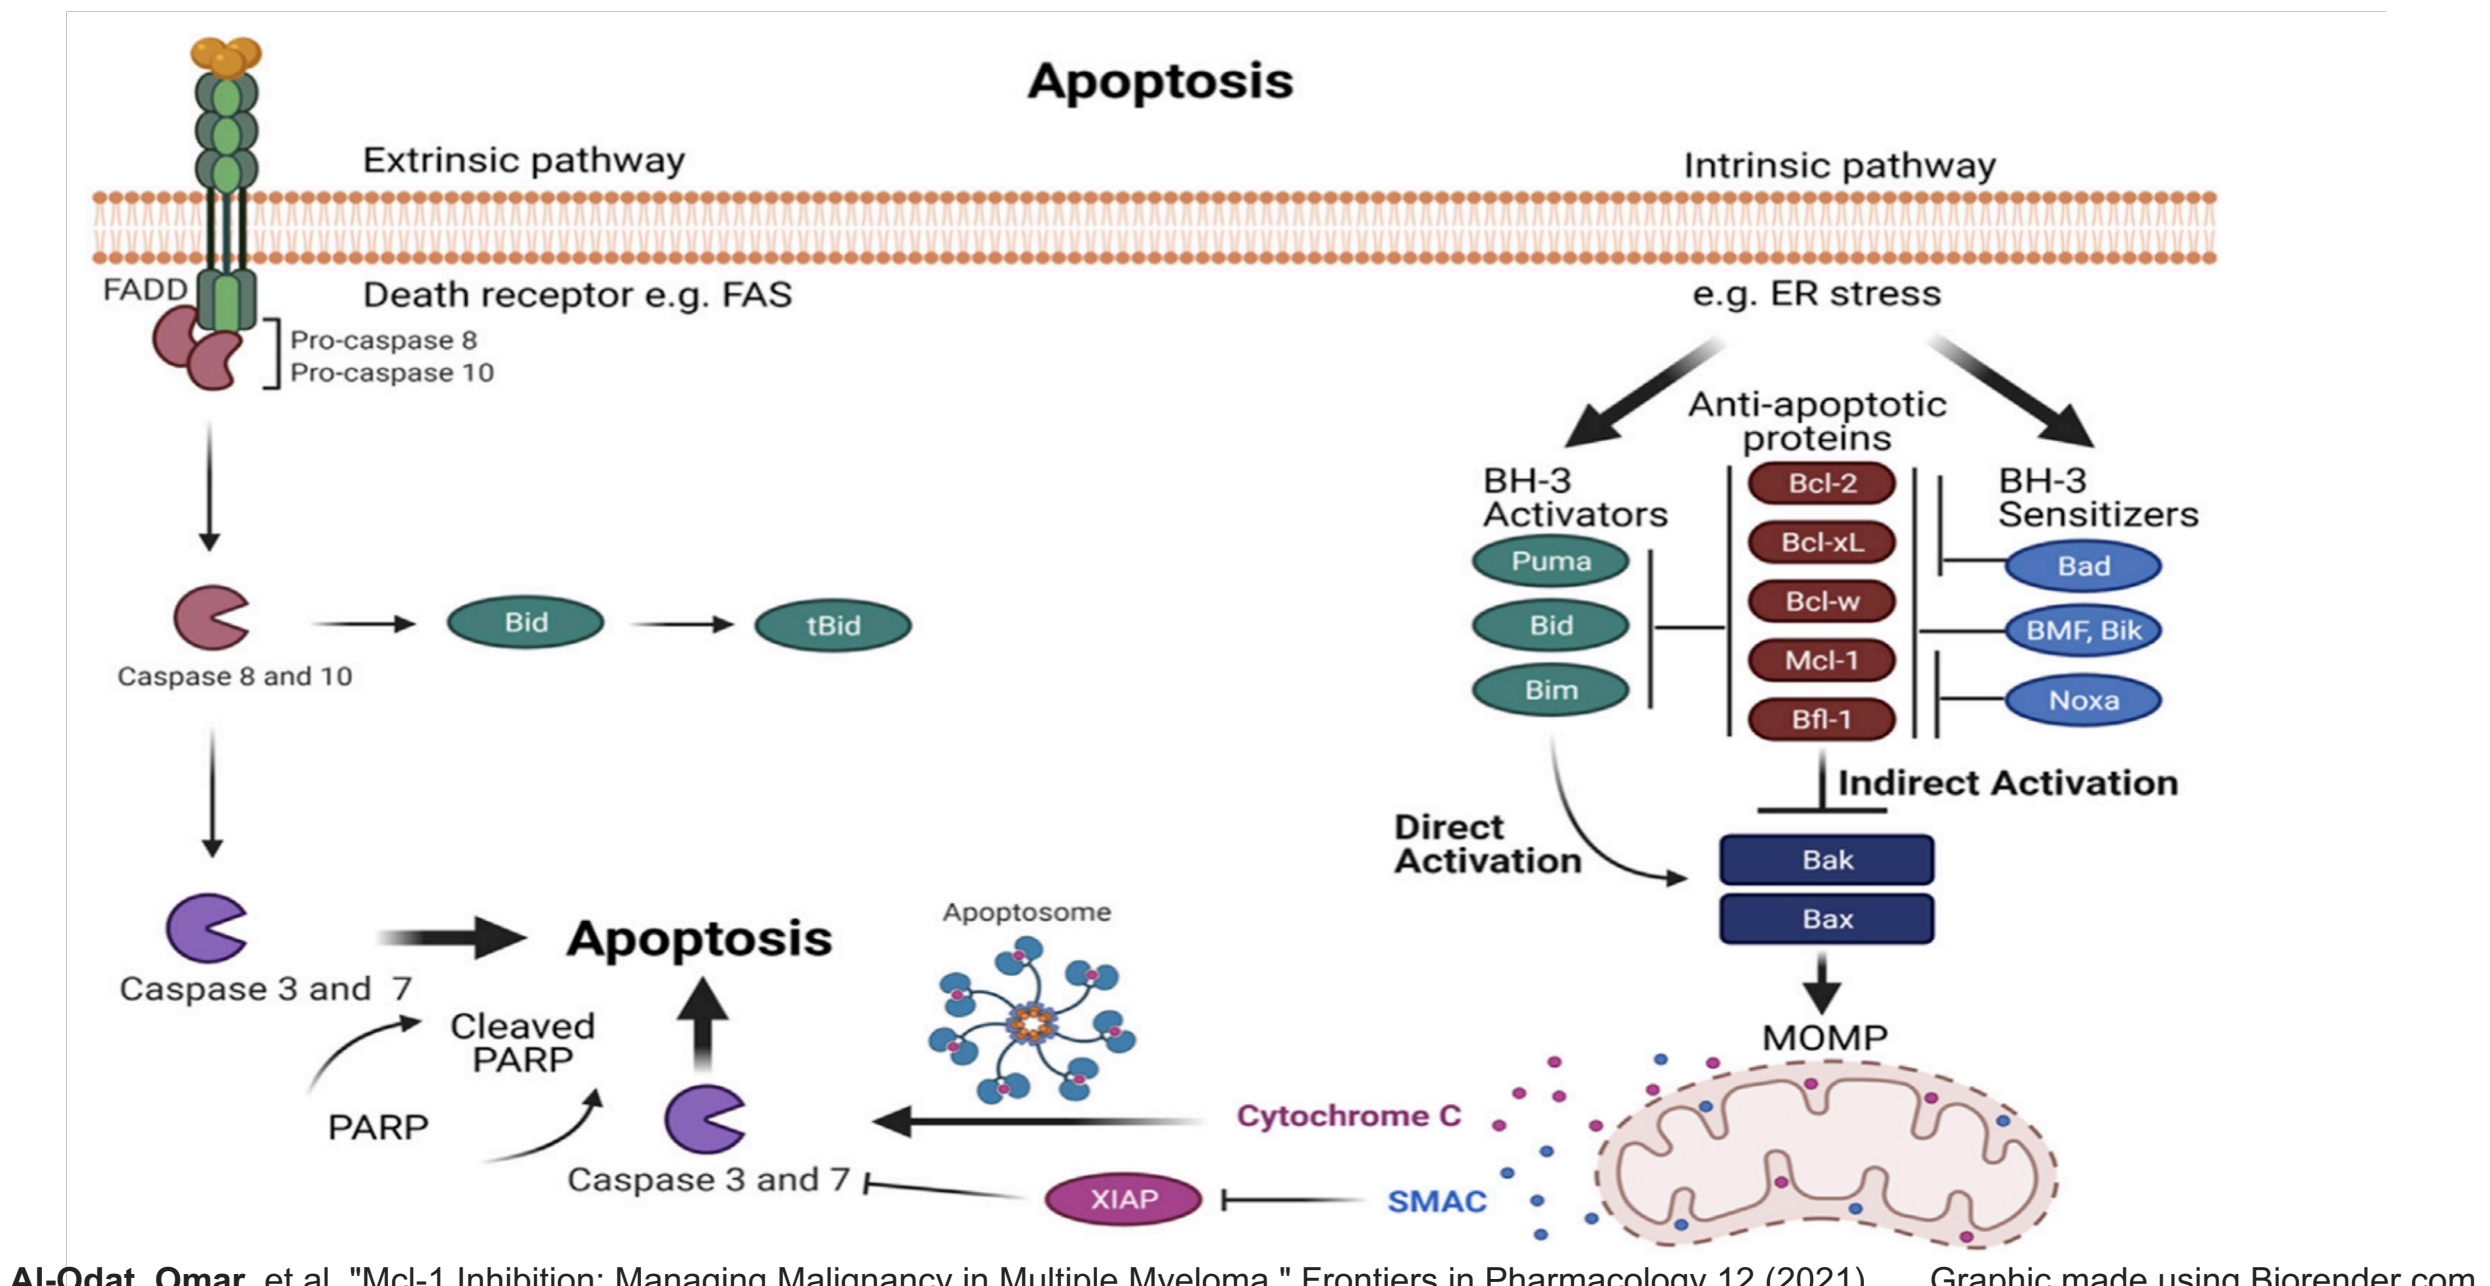 Apoptosis
Extrinsic pathway
Intrinsic pathway
FADD
Death receptor e.g. FAS
e.g. ER stress
Pro-caspase 8
Pro-caspase 10
Anti-apoptotic
proteins
BH-3
Activators
BH-3
Sensitizers
Bcl-2
Bcl-xL
Bcl-w
Mcl-1
Bfl-1
Puma
Bid
Bim
Bad
BMF, Bik
Noxa
Bid
tBid
Caspase 8 and 10
Indirect Activation
Direct
Activation
Bak
Bax
MOMP
Apoptosome
Apoptosis
Caspase 3 and 7
Cleaved
PARP
PARP
Caspase 3 and 7
Cytochrome C
XIAP
SMAC
Al-Odat, Omar, et al. "Mcl-1 Inhibition: Managing Malignancy in Multiple Myeloma." Frontiers in Pharmacology 12 (2021). Graphic made using Biorender.com